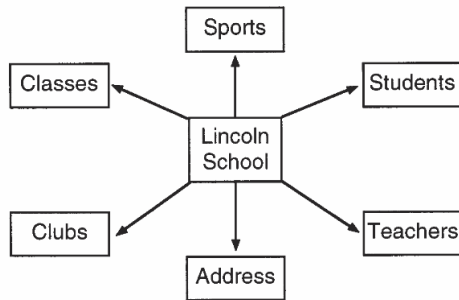 Sports
Classes
Students
Lincoln
School
Clubs
Teachers
Address